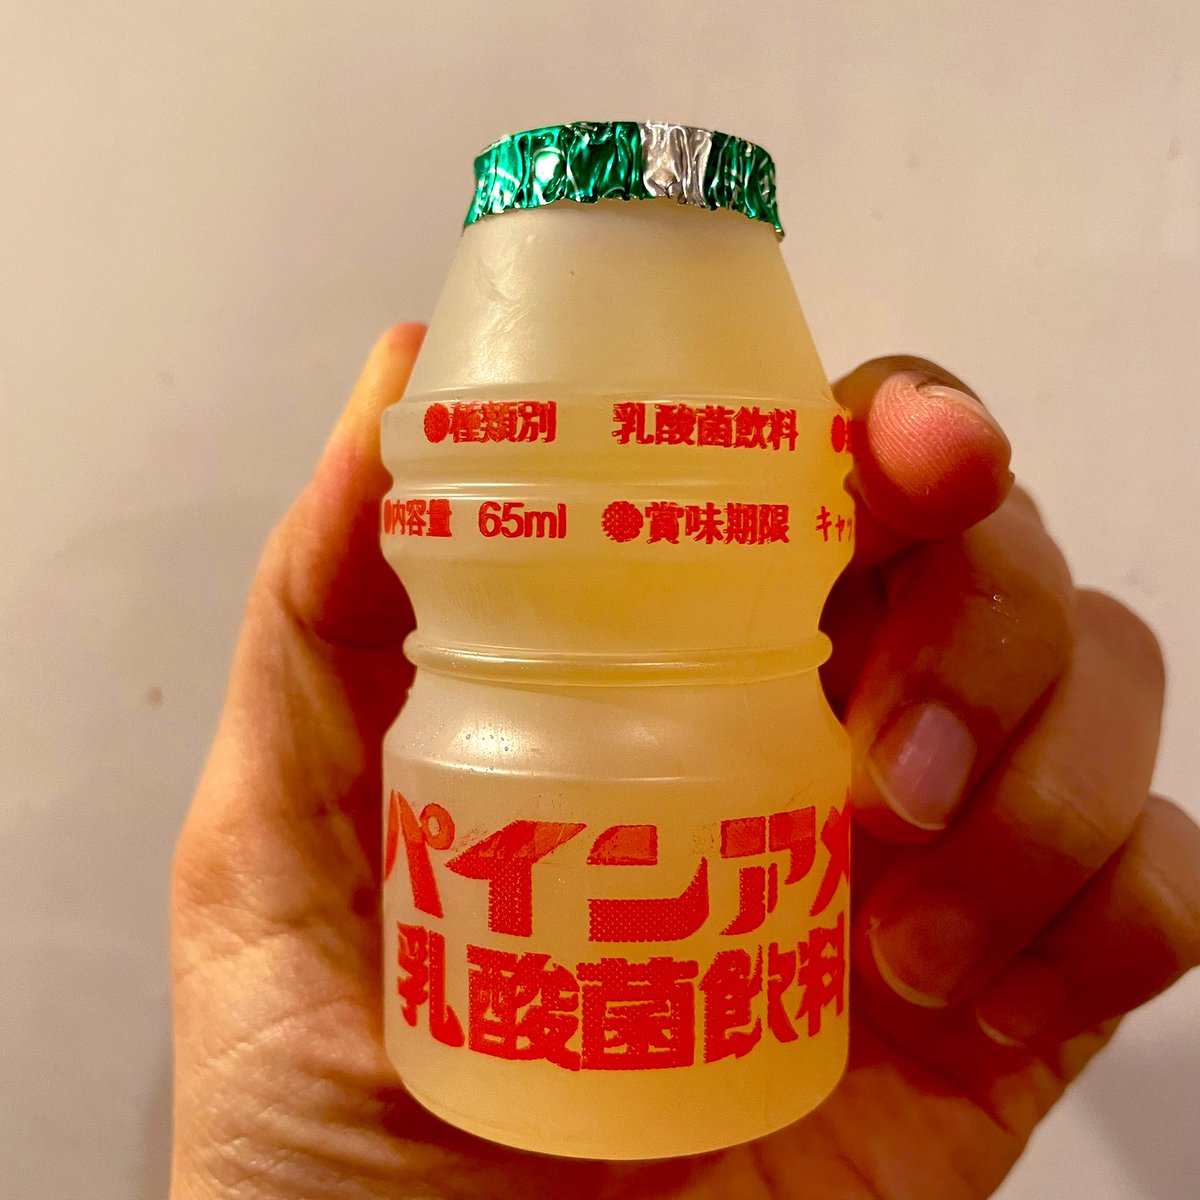 ●種類別 乳酸菌飲料 ●
●内容量 65ml ●賞味期限 キャッ
パインアメ
乳酸菌飲料